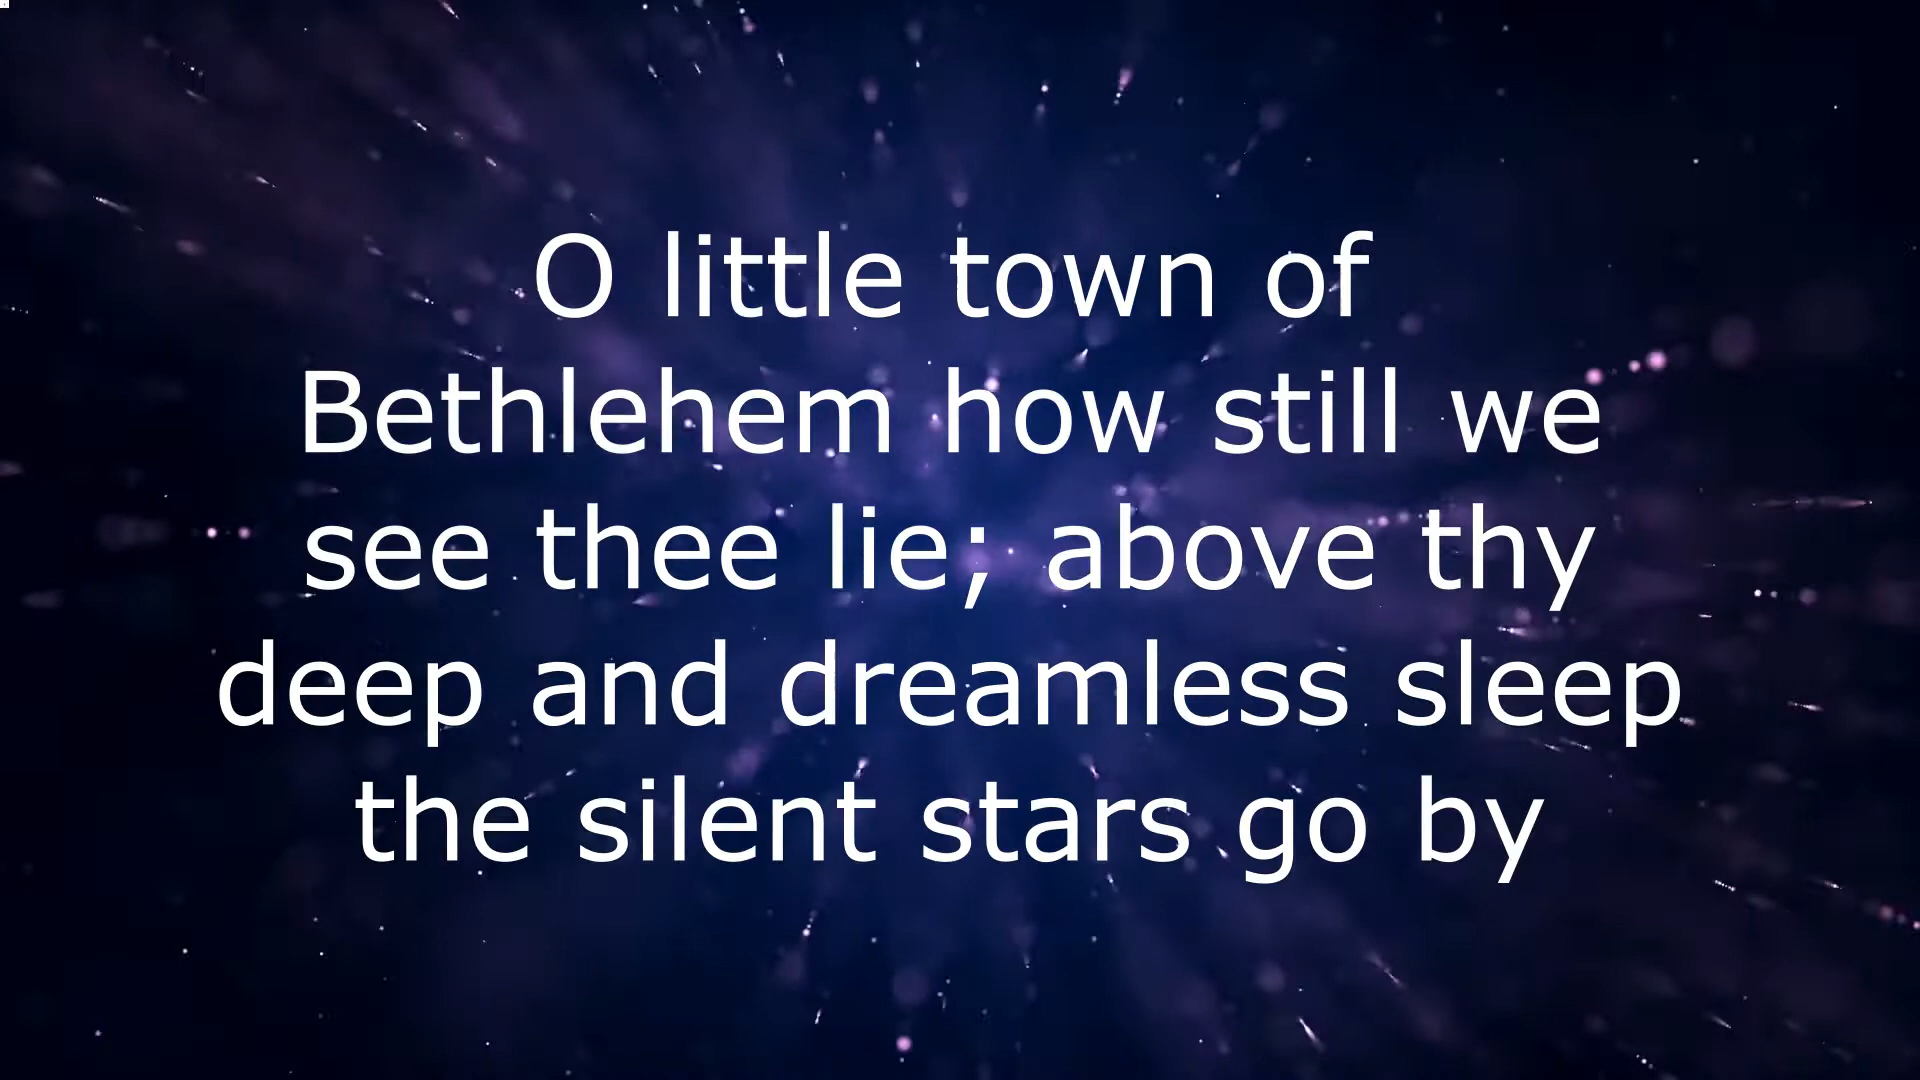 O little town of
Bethlehem how still we
see thee lie; above thy
deep and dreamless sleep
the silent stars go by